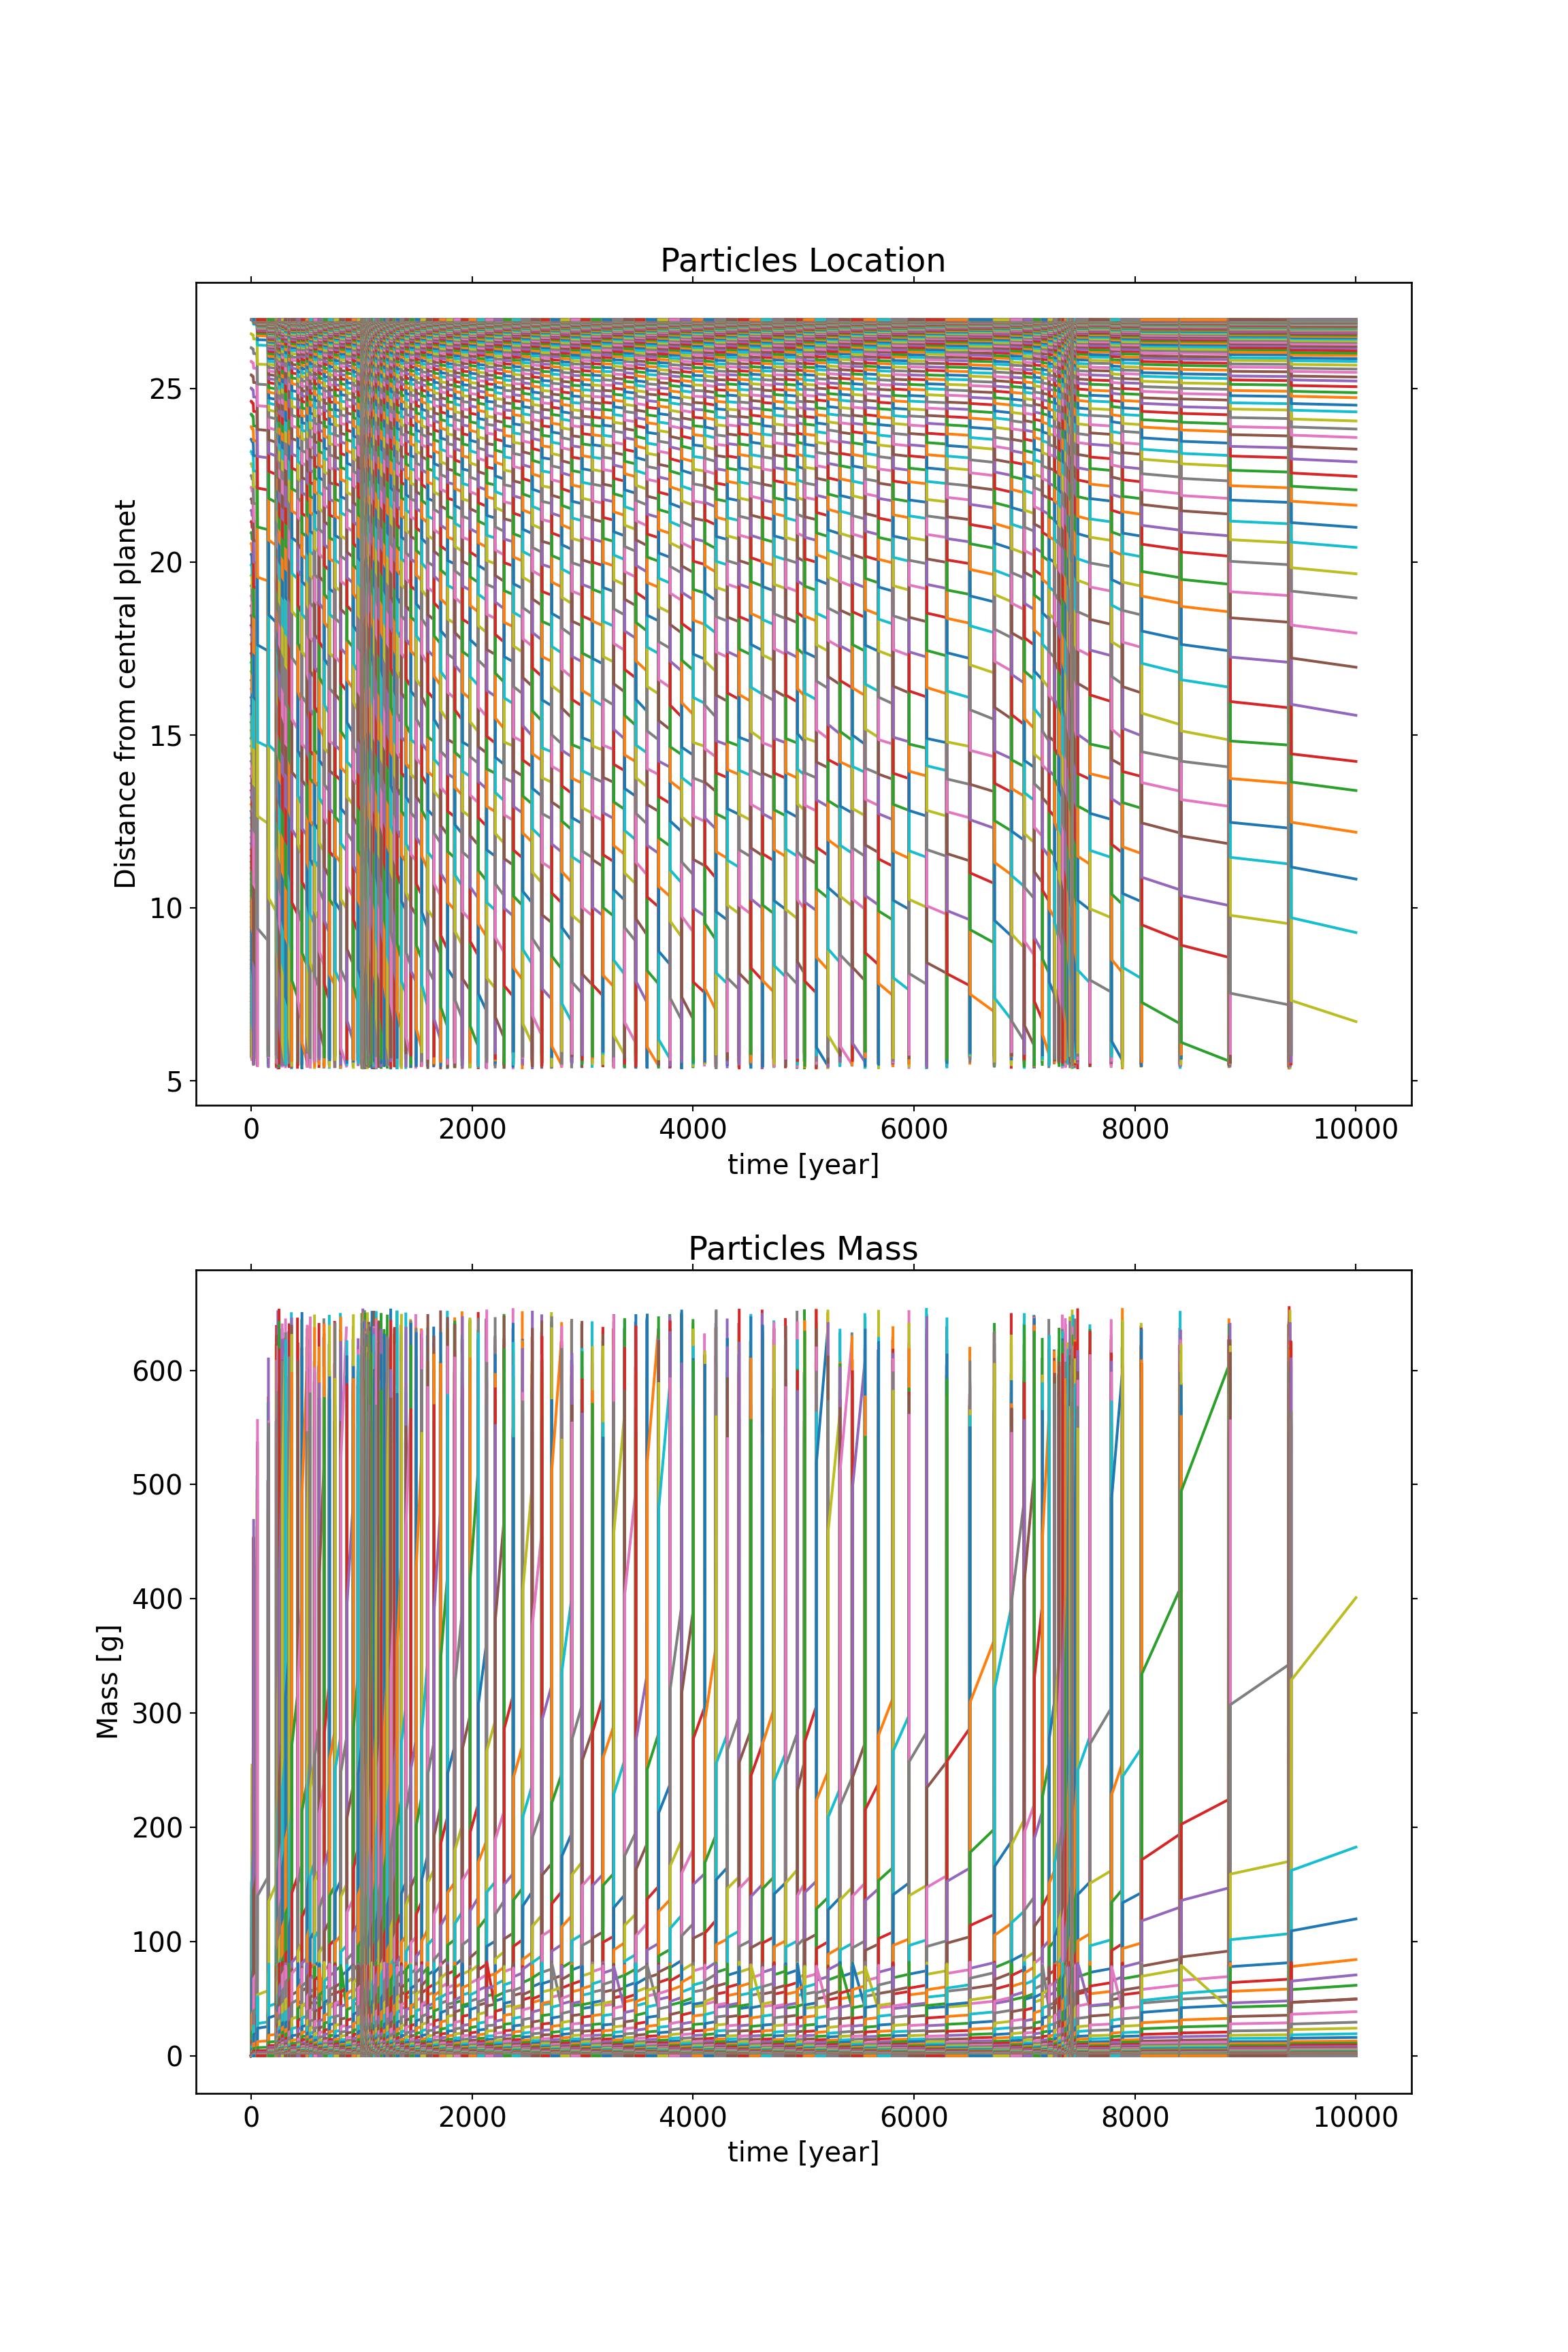 Particles Location
Distance from central planet
25
20
15
10
5
0 2000 4000 6000 8000 10000
time [year]
Particles Mass
Mass [g]
600
500
400
300
200
100
0
0 2000 4000 6000 8000 10000
time [year]